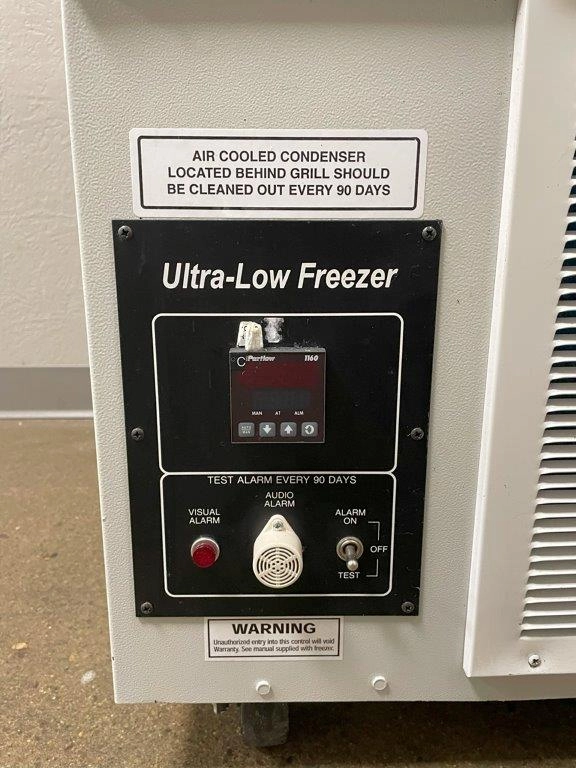 AIR COOLED CONDENSER
LOCATED BEHIND GRILL SHOULD
BE CLEANED OUT EVERY 90 DAYS
Ultra-Low Freezer
C Partlow 1160
MAN AT ALM
AUTO
MAN
TEST ALARM EVERY 90 DAYS
VISUAL
ALARM
AUDIO
ALARM
ALARM
ON
OFF
TEST
WARNING
Unauthorized entry into this control will void
Warranty. See manual supplied with freezer.